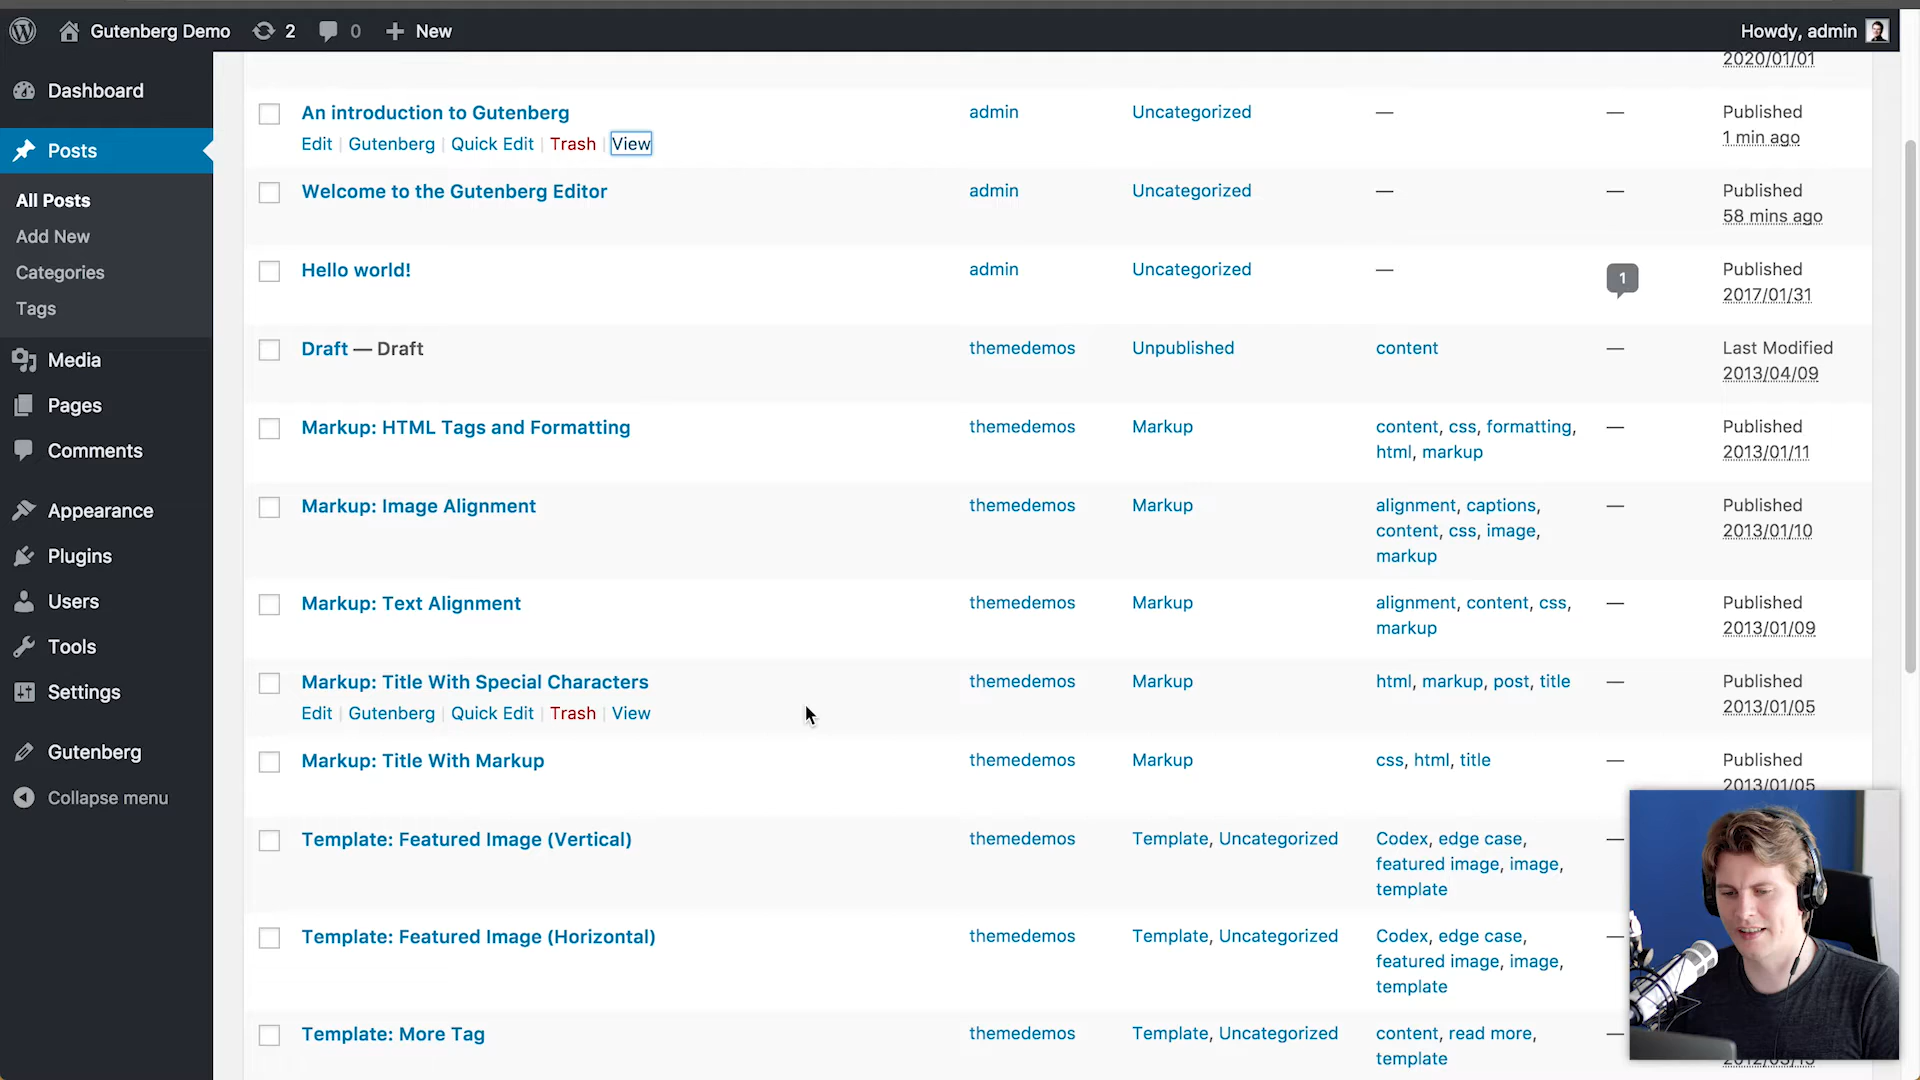 Gutenberg Demo 2 0 + New Howdy, admin
2020/01/01
Dashboard
Posts
All Posts
Add New
Categories
Tags
Media
Pages
Comments
Appearance
Plugins
Users
Tools
Settings
Gutenberg
Collapse menu
An introduction to Gutenberg admin Uncategorized — — Published
1 min ago
Edit | Gutenberg | Quick Edit | Trash | View
Welcome to the Gutenberg Editor admin Uncategorized — — Published
58 mins ago
Hello world! admin Uncategorized — 1 Published
2017/01/31
Draft — Draft themedemos Unpublished content — Last Modified
2013/04/09
Markup: HTML Tags and Formatting themedemos Markup content, css, formatting, — Published
html, markup 2013/01/11
Markup: Image Alignment themedemos Markup alignment, captions, — Published
content, css, image, 2013/01/10
markup
Markup: Text Alignment themedemos Markup alignment, content, css, — Published
markup 2013/01/09
Markup: Title With Special Characters themedemos Markup html, markup, post, title — Published
2013/01/05
Edit | Gutenberg | Quick Edit | Trash | View
Markup: Title With Markup themedemos Markup css, html, title — Published
2013/01/05
Template: Featured Image (Vertical) themedemos Template, Uncategorized Codex, edge case, —
featured image, image,
template
Template: Featured Image (Horizontal) themedemos Template, Uncategorized Codex, edge case, —
featured image, image,
template
Template: More Tag themedemos Template, Uncategorized content, read more, —
template